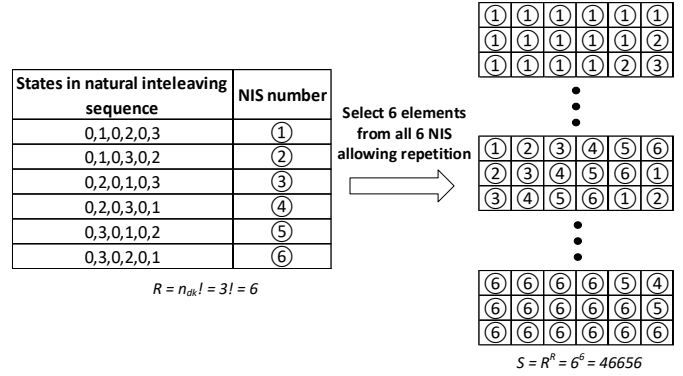 States in natural inteleaving sequence NIS number
0,1,0,2,0,3 ①
0,1,0,3,0,2 ②
0,2,0,1,0,3 ③
0,2,0,3,0,1 ④
0,3,0,1,0,2 ⑤
0,3,0,2,0,1 ⑥
R = n_dk! = 3! = 6
Select 6 elements
from all 6 NIS
allowing repetition
① ① ① ① ① ①
① ① ① ① ① ②
① ① ① ① ② ③
① ② ③ ④ ⑤ ⑥
② ③ ④ ⑤ ⑥ ①
③ ④ ⑤ ⑥ ① ②
⑥ ⑥ ⑥ ⑥ ⑤ ④
⑥ ⑥ ⑥ ⑥ ⑥ ⑤
⑥ ⑥ ⑥ ⑥ ⑥ ⑥
S = R^R = 6^6 = 46656